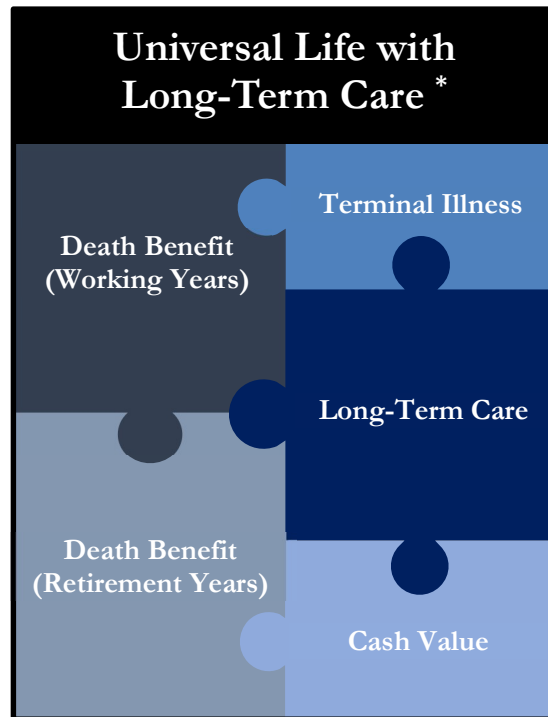 Universal Life with
Long-Term Care *
Terminal Illness
Death Benefit
(Working Years)
Long-Term Care
Death Benefit
(Retirement Years)
Cash Value